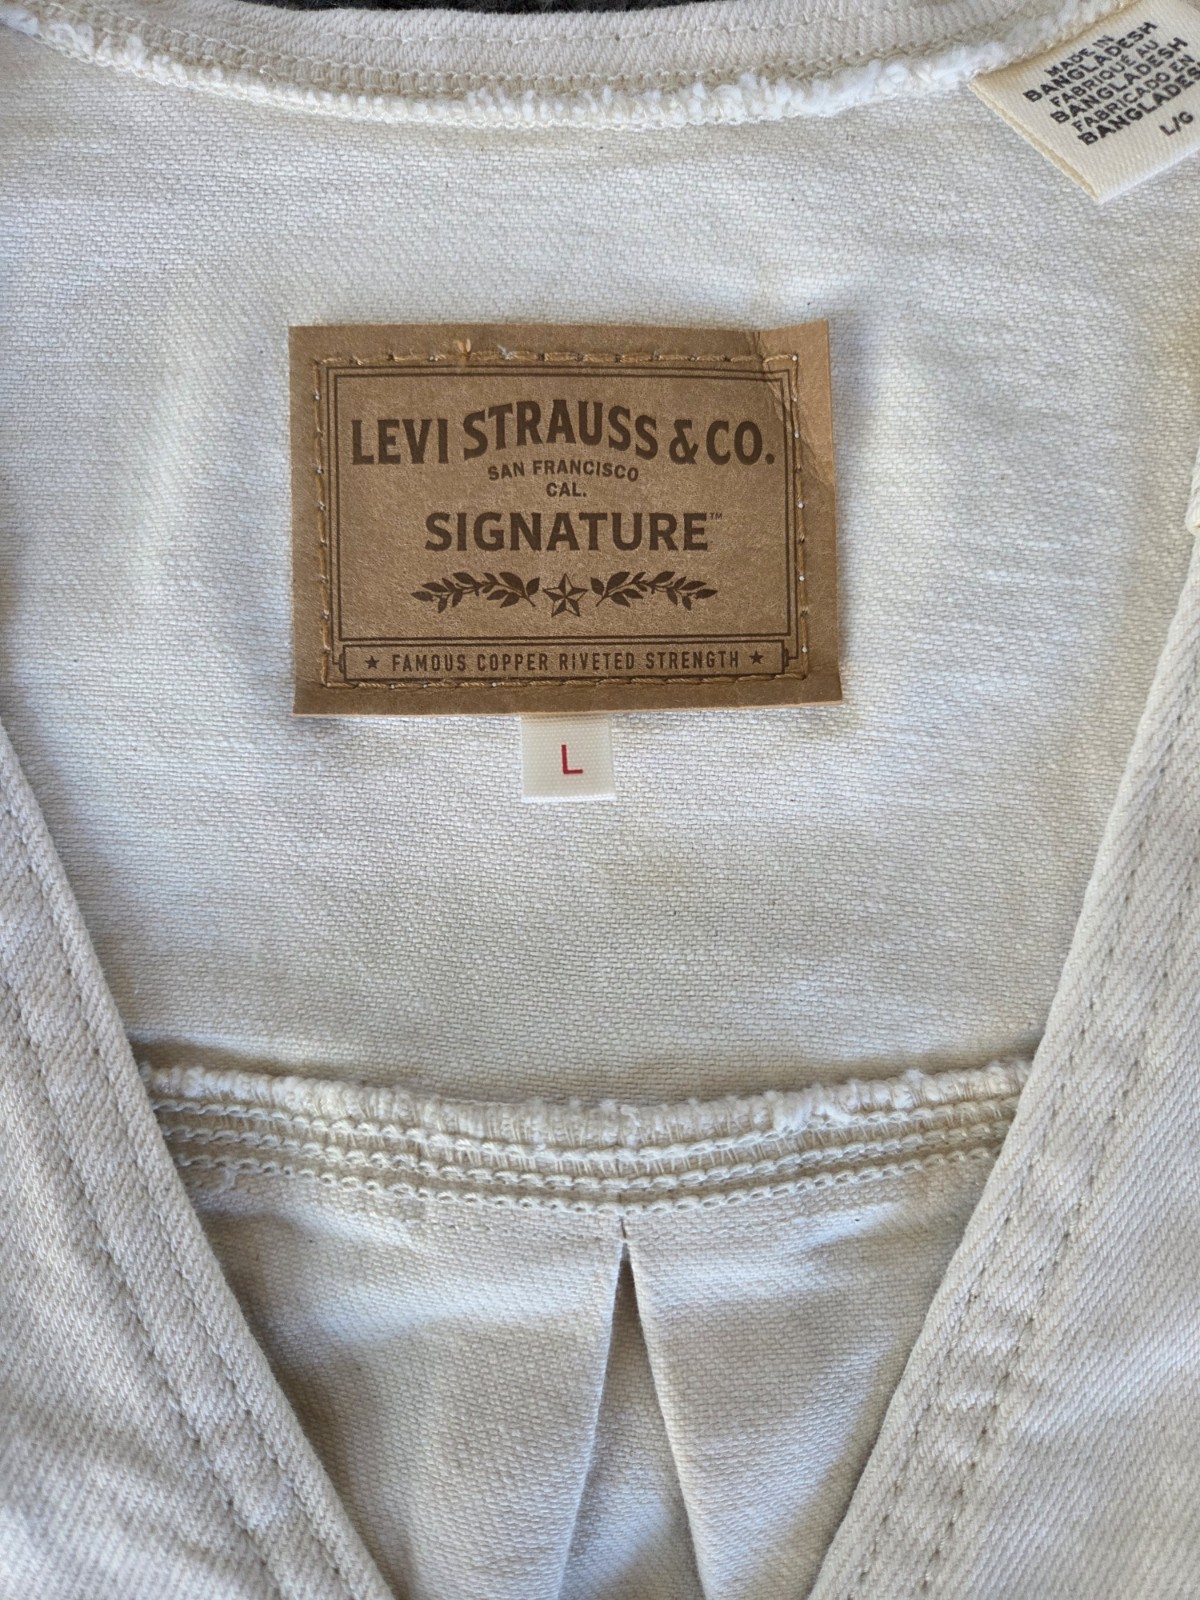 MADE IN
BANGLADESH
FABRIQUÉ AU
BANGLADESH
FABRICADO EN
BANGLADESH
L/G
LEVI STRAUSS & CO.
SAN FRANCISCO
CAL.
SIGNATURE™
★ FAMOUS COPPER RIVETED STRENGTH ★
L